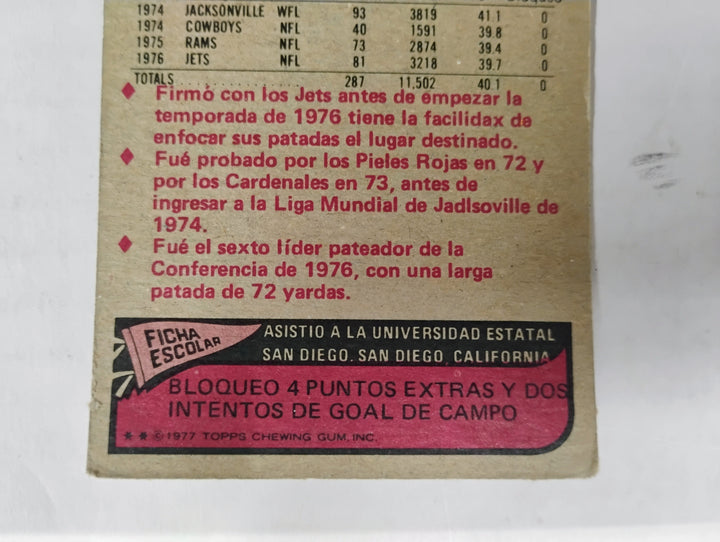 1974 JACKSONVILLE WFL 93 3819 41.1 0
1974 COWBOYS NFL 40 1591 39.8 0
1975 RAMS NFL 73 2874 39.4 0
1976 JETS NFL 81 3218 39.7 0
TOTALS 287 11,502 40.1 0
Firmó con los Jets antes de empezar la
temporada de 1976 tiene la facilidax de
enfocar sus patadas el lugar destinado.
Fué probado por los Pieles Rojas en 72 y
por los Cardenales en 73, antes de
ingresar a la Liga Mundial de Jadlsoville de
1974.
Fué el sexto líder pateador de la
Conferencia de 1976, con una larga
patada de 72 yardas.
FICHA
ESCOLAR
ASISTIO A LA UNIVERSIDAD ESTATAL
SAN DIEGO. SAN DIEGO, CALIFORNIA
BLOQUEO 4 PUNTOS EXTRAS Y DOS
INTENTOS DE GOAL DE CAMPO
** ©1977 TOPPS CHEWING GUM, INC.